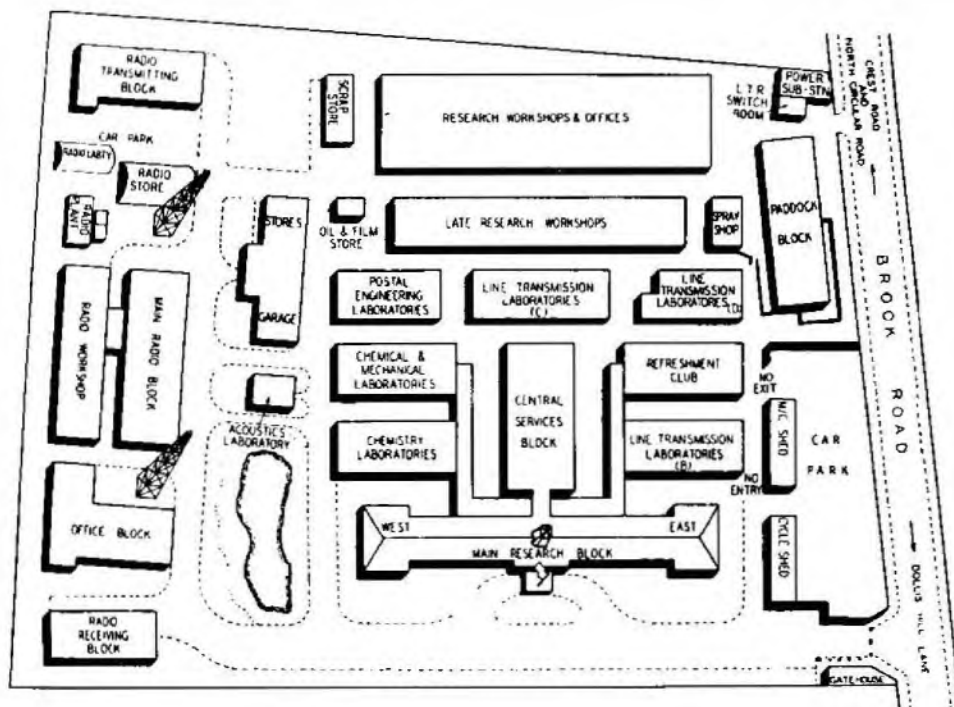 RADIO
TRANSMITTING
BLOCK
SCRAP
STORE
RESEARCH WORKSHOPS & OFFICES
L.T.R
SWITCH
ROOM
POWER
SUB-STN
CREST ROAD
AND
NORTH CIRCULAR ROAD
CAR PARK
RADIO LABTY
RADIO
STORE
RADIO
PLANT
STORES
OIL & FILM
STORE
LATE RESEARCH WORKSHOPS
SPRAY
SHOP
PADDOCK
BLOCK
BROCK ROAD
RADIO WORKSHOP
MAIN RADIO BLOCK
GARAGE
POSTAL
ENGINEERING
LABORATORIES
LINE TRANSMISSION
LABORATORIES
(C)
LINE
TRANSMISSION
LABORATORIES
(D)
CHEMICAL &
MECHANICAL
LABORATORIES
CENTRAL
SERVICES
BLOCK
REFRESHMENT
CLUB
NO
EXIT
ACOUSTICS
LABORATORY
CHEMISTRY
LABORATORIES
LINE TRANSMISSION
LABORATORIES
(B)
NO
ENTRY
M/C SHED
CAR
PARK
OFFICE BLOCK
WEST
EAST
MAIN RESEARCH BLOCK
CYCLE SHED
DOLLIS HILL LANE
RADIO
RECEIVING
BLOCK
GATEHOUSE